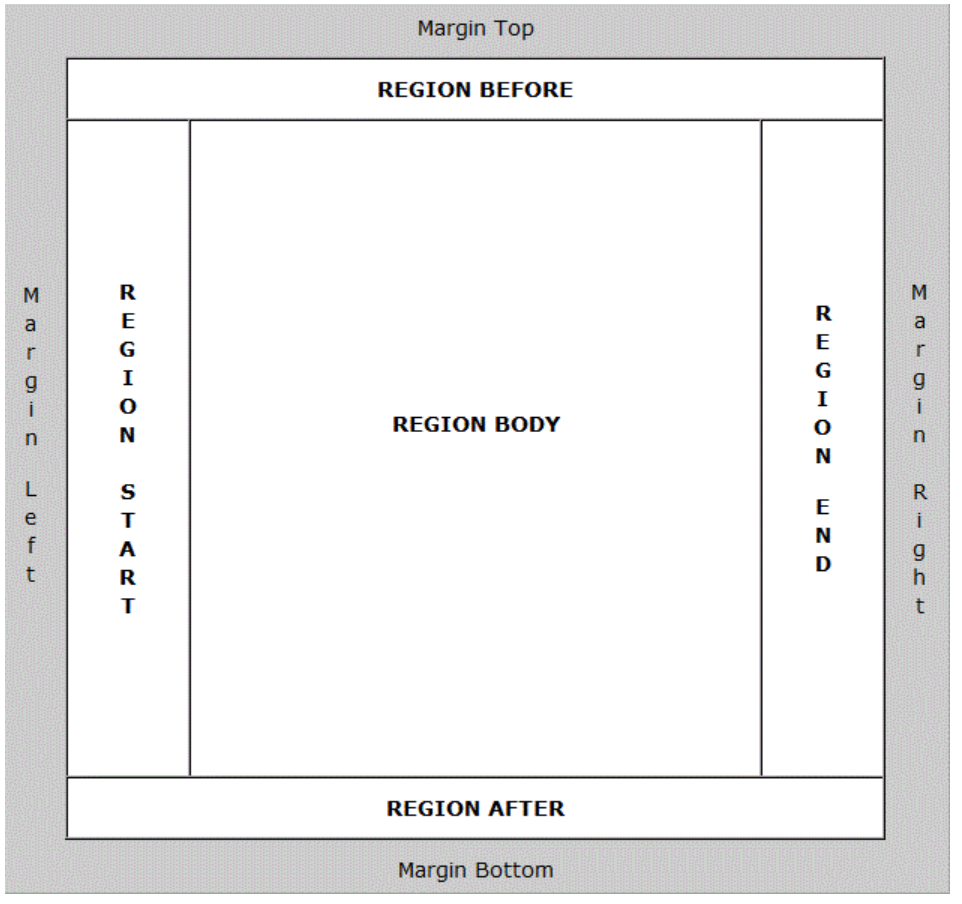 Margin Top
REGION BEFORE
Margin Left
REGION START
REGION BODY
REGION END
Margin Right
REGION AFTER
Margin Bottom